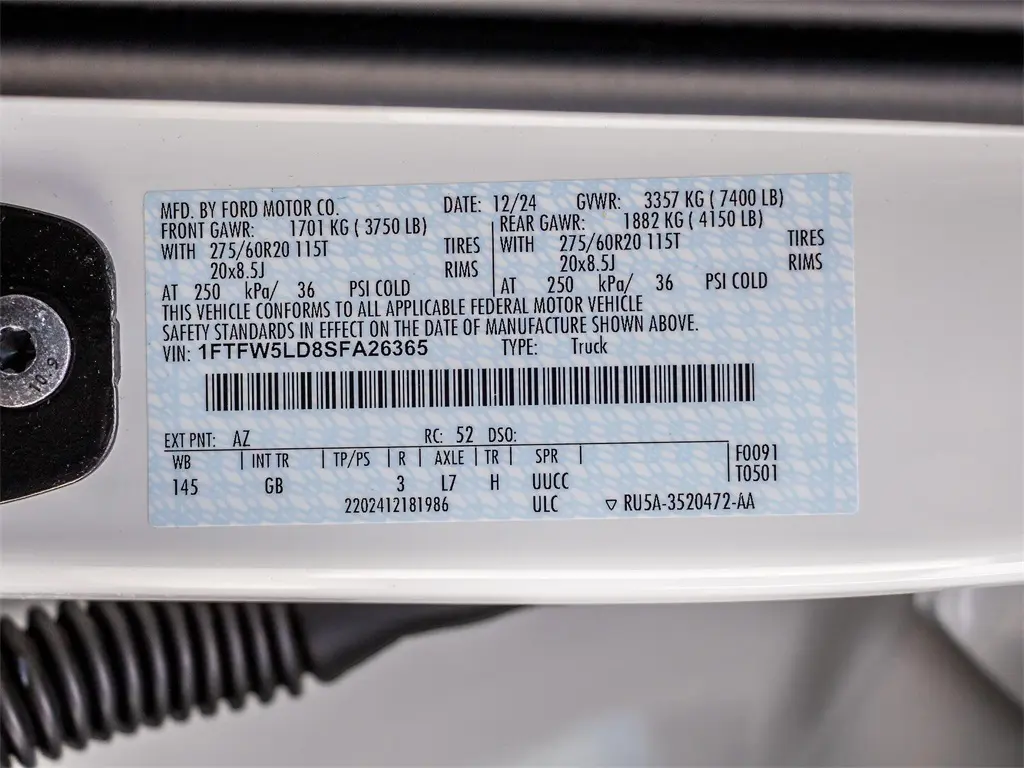 MFD. BY FORD MOTOR CO. DATE: 12/24 GVWR: 3357 KG ( 7400 LB)
FRONT GAWR: 1701 KG ( 3750 LB) REAR GAWR: 1882 KG ( 4150 LB)
WITH 275/60R20 115T TIRES WITH 275/60R20 115T TIRES
20x8.5J RIMS 20x8.5J RIMS
AT 250 kPa/ 36 PSI COLD AT 250 kPa/ 36 PSI COLD
THIS VEHICLE CONFORMS TO ALL APPLICABLE FEDERAL MOTOR VEHICLE
SAFETY STANDARDS IN EFFECT ON THE DATE OF MANUFACTURE SHOWN ABOVE.
VIN: 1FTFW5LD8SFA26365 TYPE: Truck
EXT PNT: AZ RC: 52 DSO:
WB INT TR TP/PS R AXLE TR SPR F0091
145 GB 3 L7 H UUCC T0501
2202412181986 ULC ▽ RU5A-3520472-AA
10.9